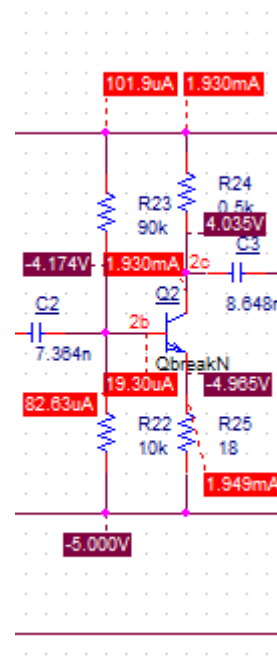 101.9uA 1.930mA
R24
R23 0.5k
90k 4.035V
C3
-4.174V 1.930mA 2c
C2 Q2 8.648n
2b
7.364n QbreakN
19.30uA -4.965V
82.63uA
R22 R25
10k 18
1.949mA
-5.000V